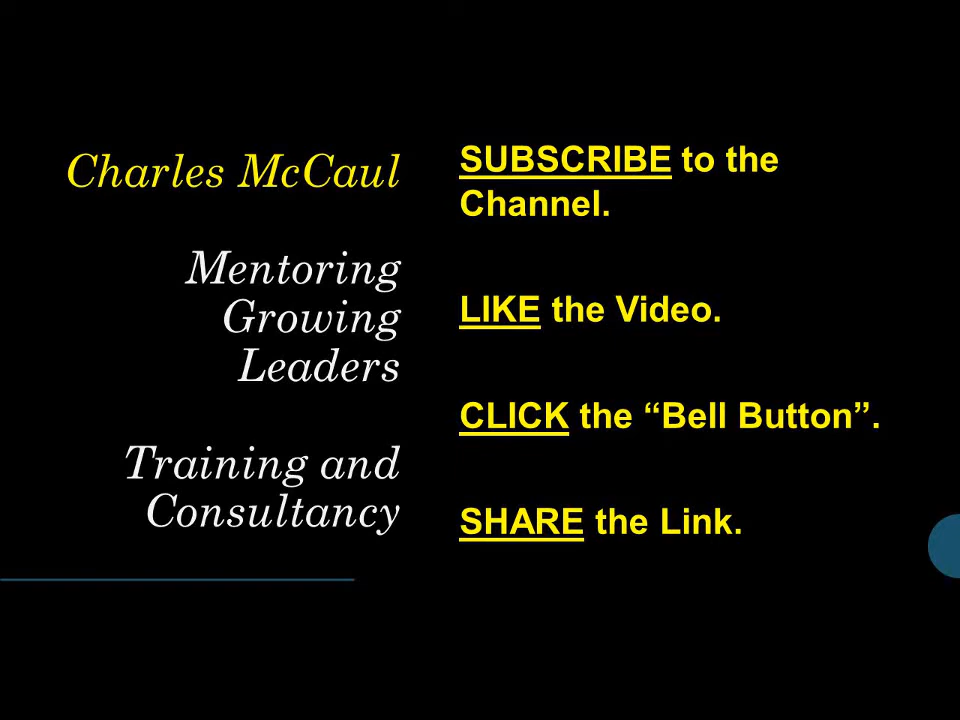 Charles McCaul
Mentoring
Growing
Leaders
Training and
Consultancy
SUBSCRIBE to the
Channel.
LIKE the Video.
CLICK the “Bell Button”.
SHARE the Link.